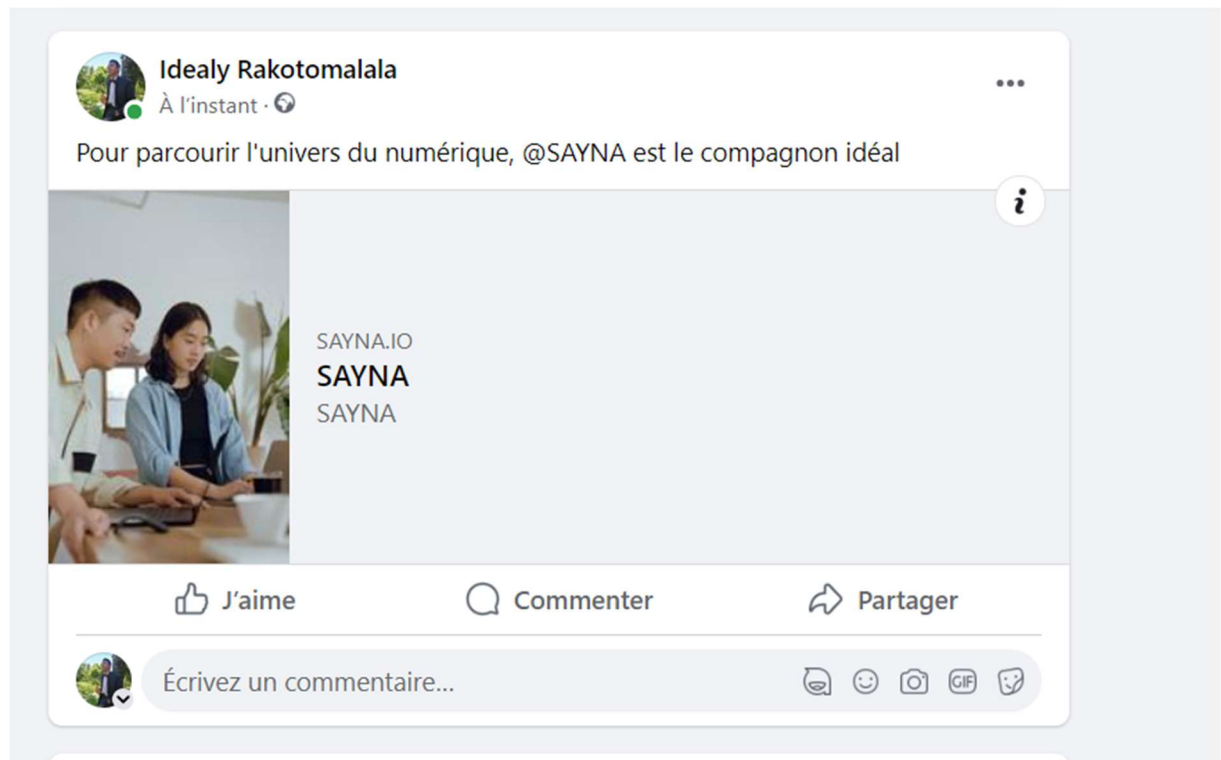 Idealy Rakotomalala
À l'instant ·
Pour parcourir l'univers du numérique, @SAYNA est le compagnon idéal
i
SAYNA.IO
SAYNA
SAYNA
J'aime
Commenter
Partager
Écrivez un commentaire...
GIF